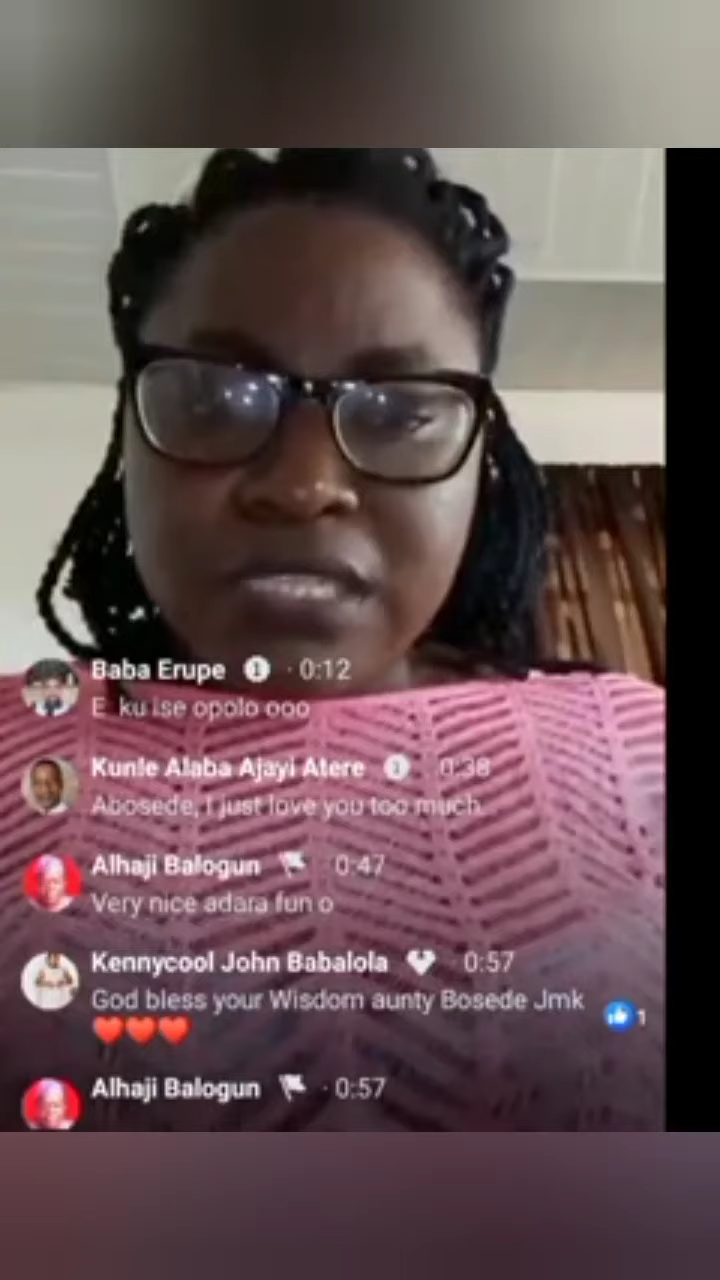 Baba Erupe · 0:12
E ku ise opolo ooo
Kunle Alaba Ajayi Atere 0:38
Abosede, I just love you too much.
Alhaji Balogun 0:47
Very nice adara fun o
Kennycool John Babalola 0:57
God bless your Wisdom aunty Bosede Jmk
❤️❤️❤️
1
Alhaji Balogun · 0:57